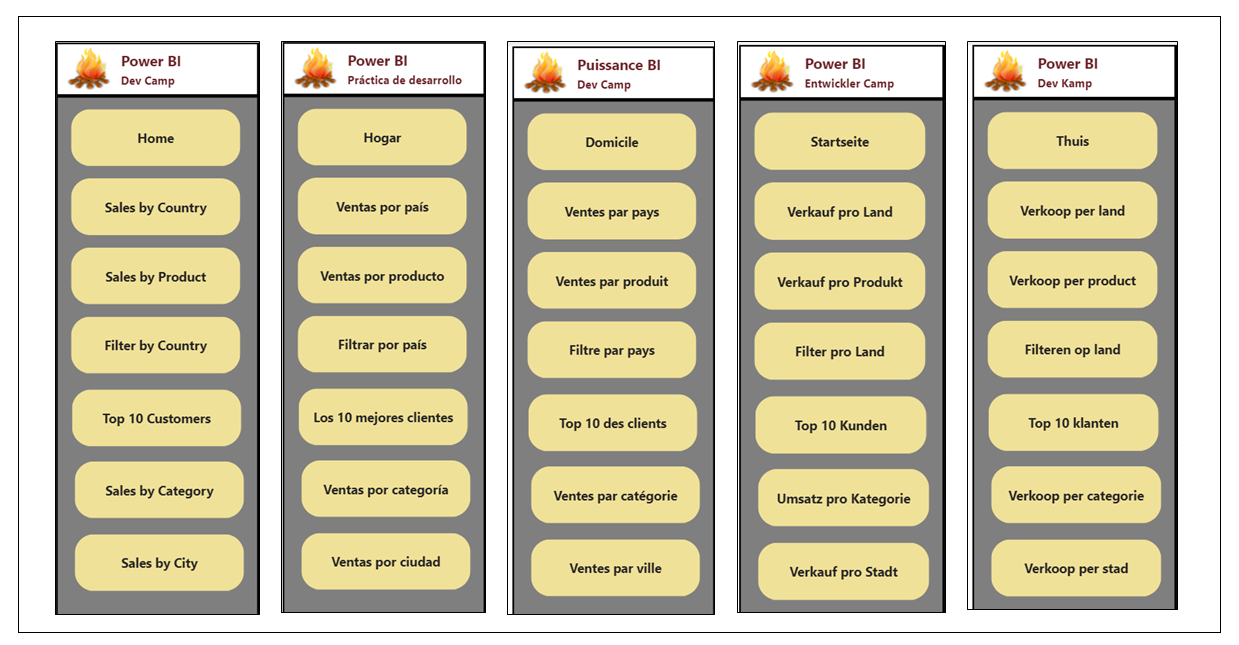 Power BI
Dev Camp
Home
Sales by Country
Sales by Product
Filter by Country
Top 10 Customers
Sales by Category
Sales by City
Power BI
Práctica de desarrollo
Hogar
Ventas por país
Ventas por producto
Filtrar por país
Los 10 mejores clientes
Ventas por categoría
Ventas por ciudad
Puissance BI
Dev Camp
Domicile
Ventes par pays
Ventes par produit
Filtre par pays
Top 10 des clients
Ventes par catégorie
Ventes par ville
Power BI
Entwickler Camp
Startseite
Verkauf pro Land
Verkauf pro Produkt
Filter pro Land
Top 10 Kunden
Umsatz pro Kategorie
Verkauf pro Stadt
Power BI
Dev Kamp
Thuis
Verkoop per land
Verkoop per product
Filteren op land
Top 10 klanten
Verkoop per categorie
Verkoop per stad